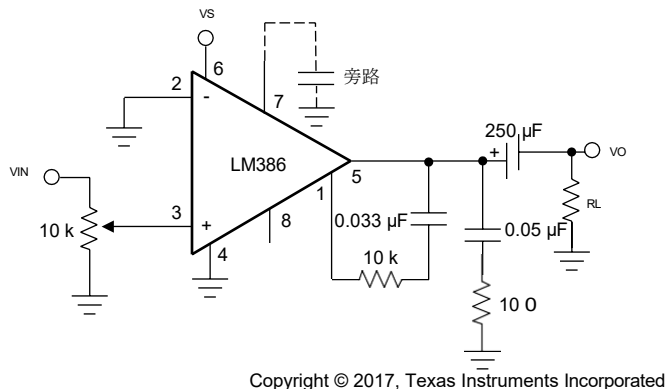 VS
6
2
-
7
旁路
LM386
VIN
10 k
3
+
4
8
1
5
0.033 µF
10 k
250 µF
+
VO
RL
0.05 µF
10 Ο
Copyright © 2017, Texas Instruments Incorporated